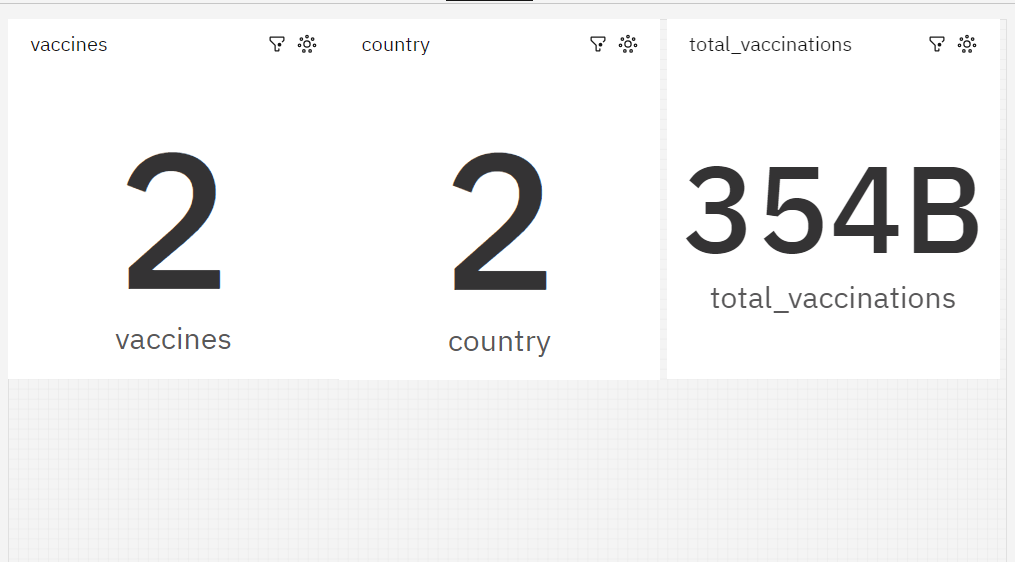 vaccines
country
total_vaccinations
2
2
354B
vaccines
country
total_vaccinations